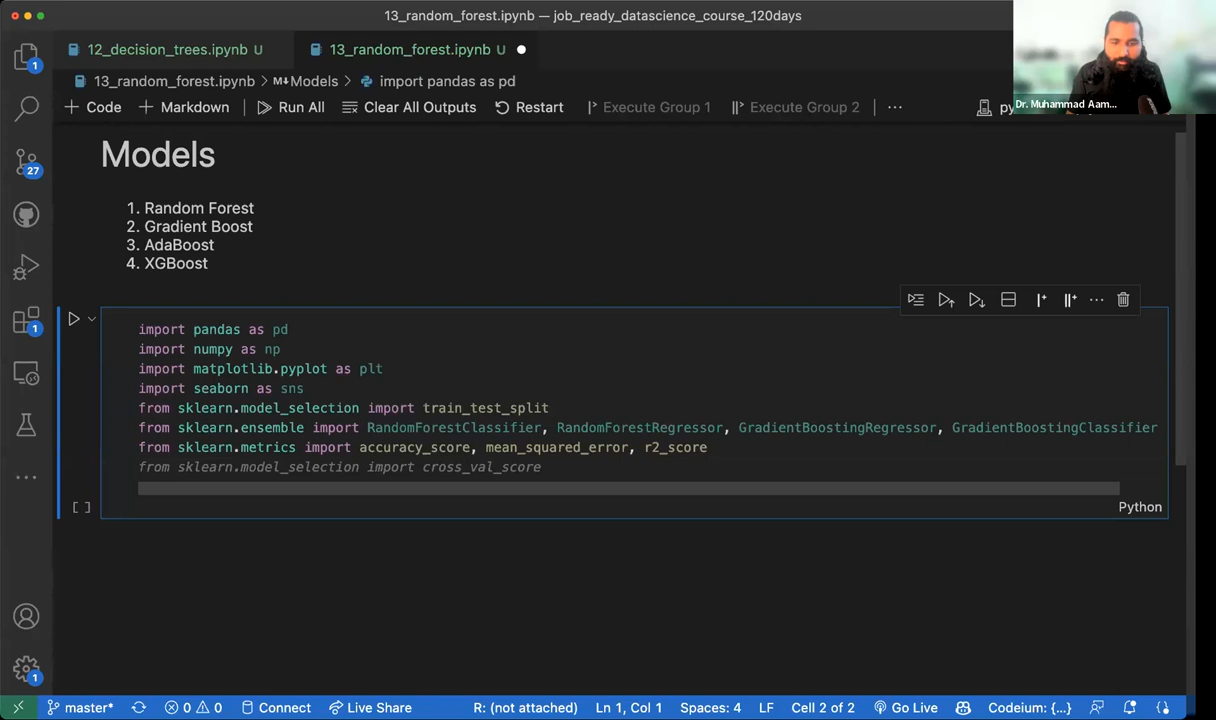 13_random_forest.ipynb — job_ready_datascience_course_120days
12_decision_trees.ipynb U
13_random_forest.ipynb U
13_random_forest.ipynb > M↓Models > import pandas as pd
+ Code + Markdown Run All Clear All Outputs Restart Execute Group 1 Execute Group 2 ... py
Dr. Muhammad Aam...
1
27
1
1
Models
1. Random Forest
2. Gradient Boost
3. AdaBoost
4. XGBoost
import pandas as pd
import numpy as np
import matplotlib.pyplot as plt
import seaborn as sns
from sklearn.model_selection import train_test_split
from sklearn.ensemble import RandomForestClassifier, RandomForestRegressor, GradientBoostingRegressor, GradientBoostingClassifier
from sklearn.metrics import accuracy_score, mean_squared_error, r2_score
from sklearn.model_selection import cross_val_score
[ ]
Python
master* 0 0 Connect Live Share R: (not attached) Ln 1, Col 1 Spaces: 4 LF Cell 2 of 2 Go Live Codeium: {...}